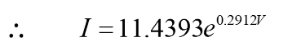 ∴ I = 11.4393e^{0.2912V}